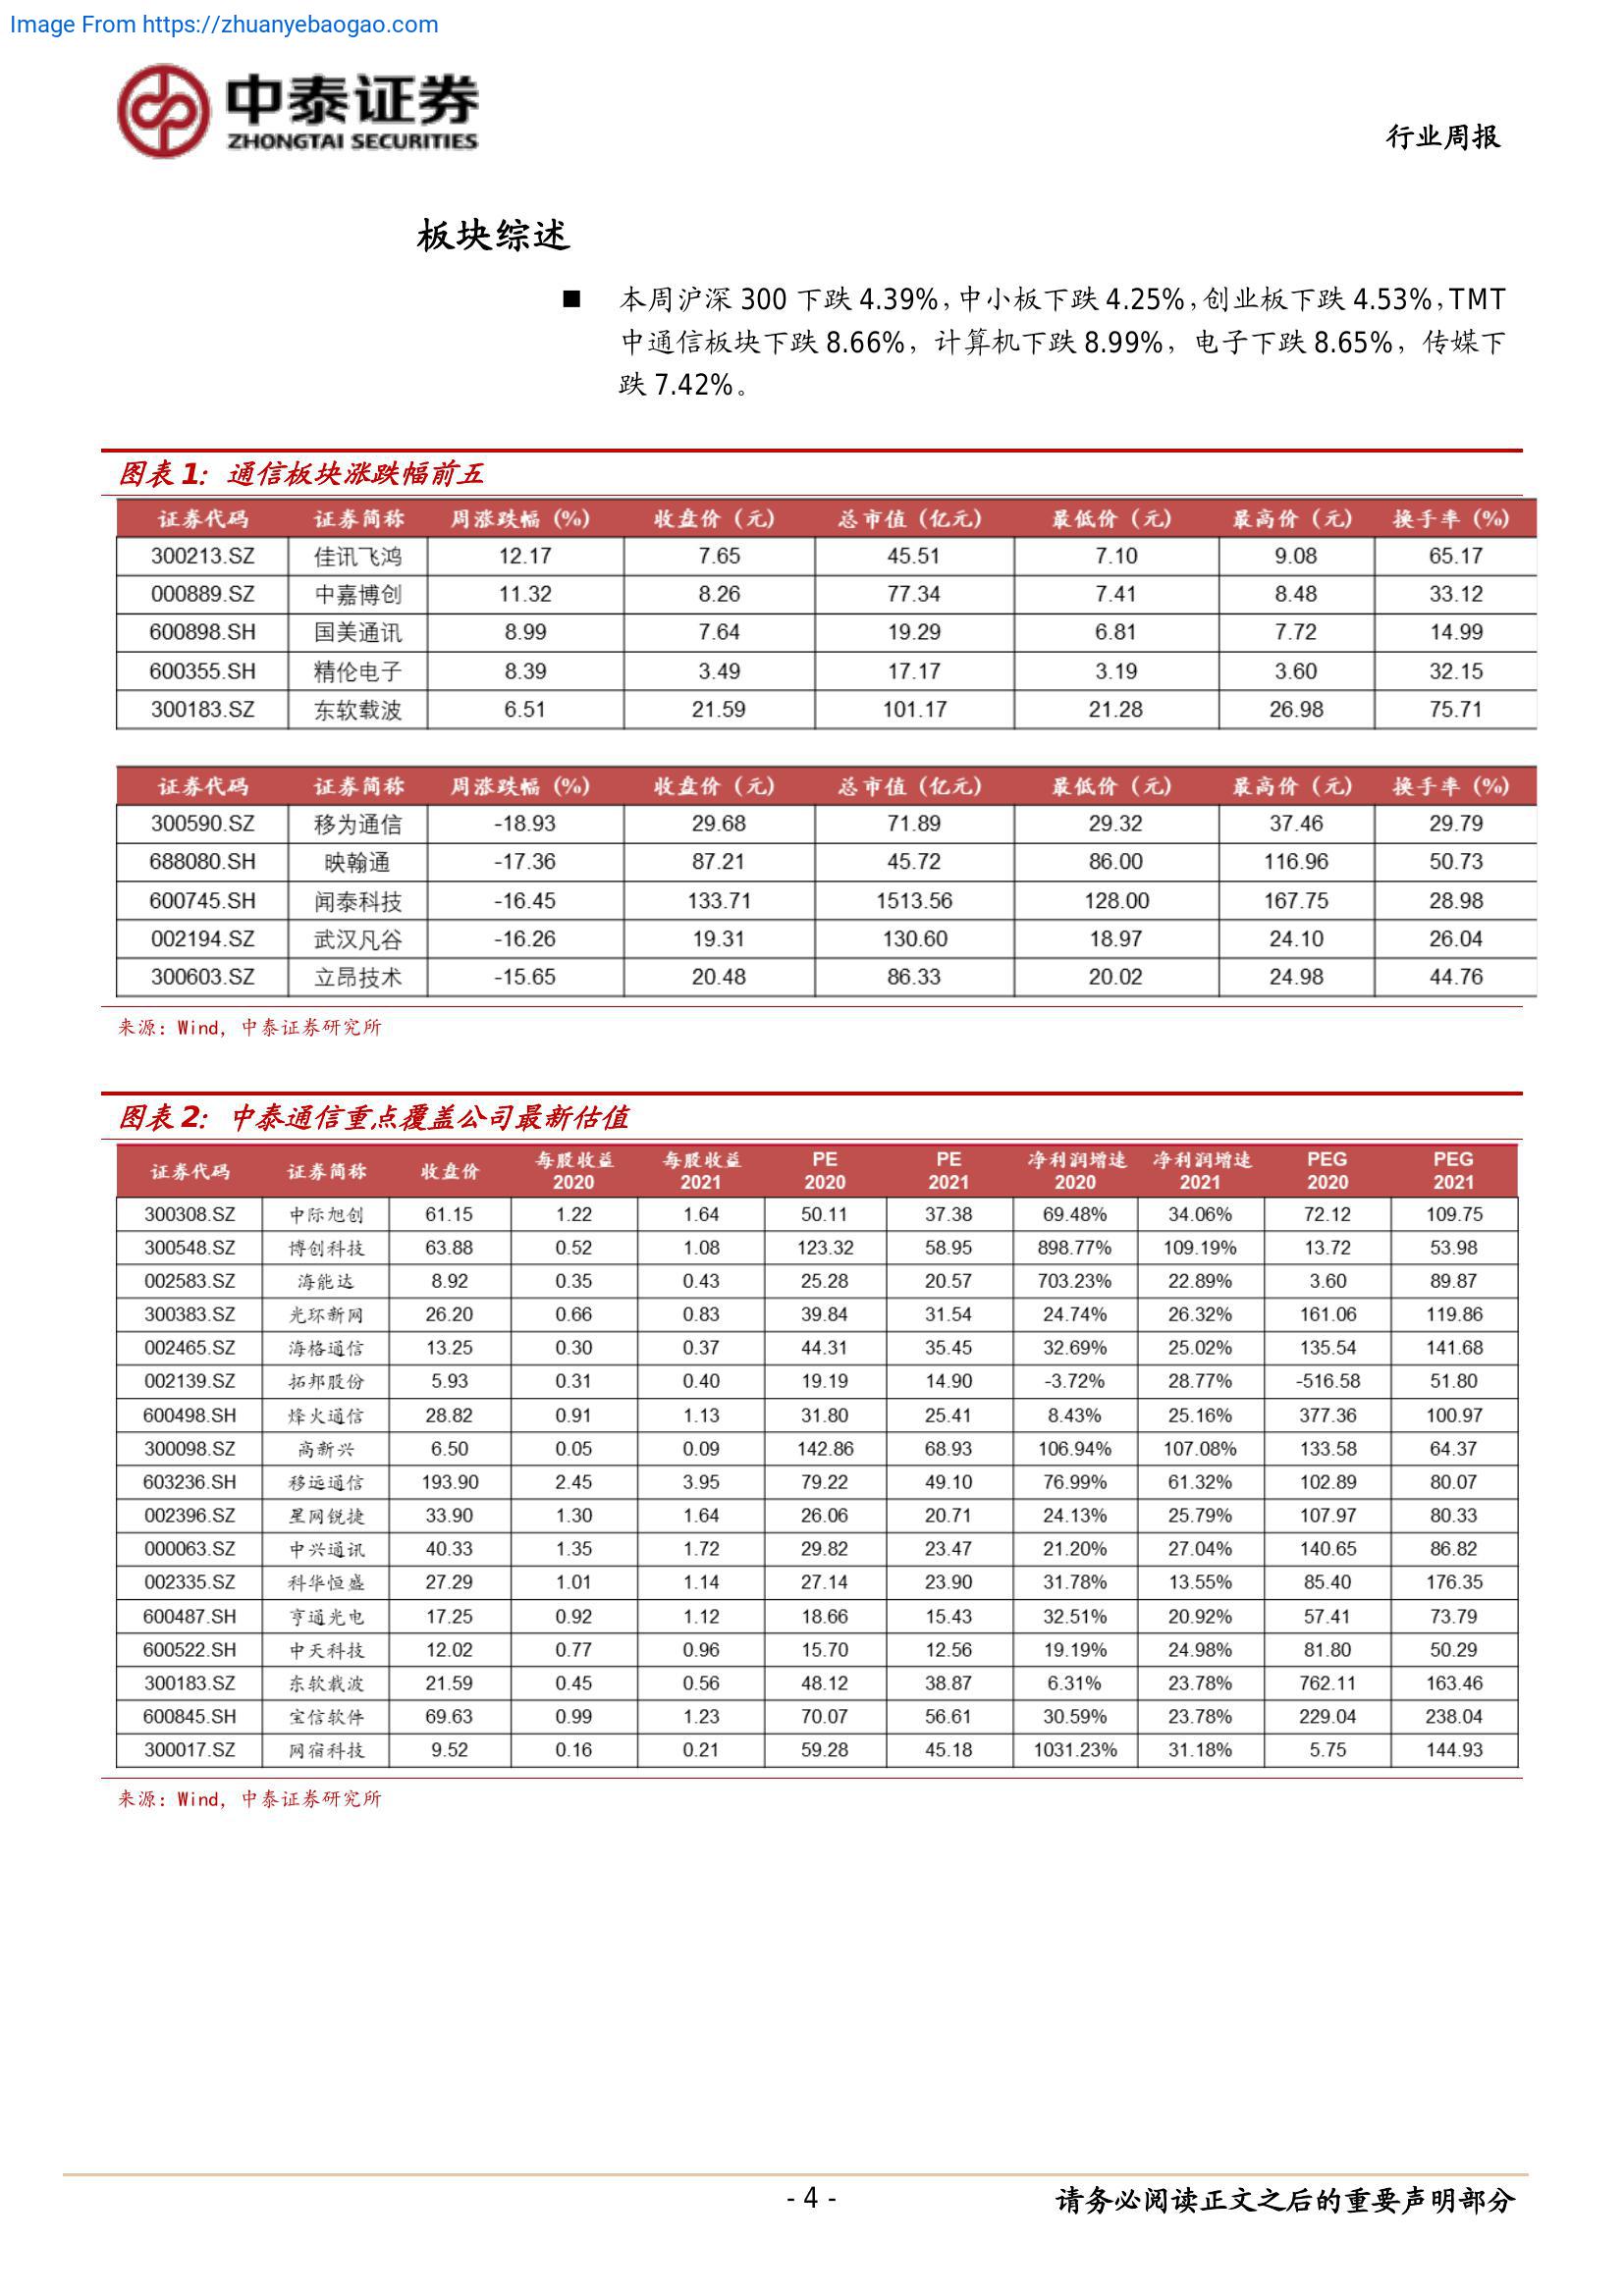 Image From https://zhuanyebaogao.com
中泰证券
ZHONGTAI SECURITIES
行业周报
板块综述
■ 本周沪深 300 下跌 4.39%，中小板下跌 4.25%，创业板下跌 4.53%，TMT
中通信板块下跌 8.66%，计算机下跌 8.99%，电子下跌 8.65%，传媒下
跌 7.42%。
图表 1：通信板块涨跌幅前五
证券代码 证券简称 周涨跌幅（%） 收盘价（元） 总市值（亿元） 最低价（元） 最高价（元） 换手率（%）
300213.SZ 佳讯飞鸿 12.17 7.65 45.51 7.10 9.08 65.17
000889.SZ 中嘉博创 11.32 8.26 77.34 7.41 8.48 33.12
600898.SH 国美通讯 8.99 7.64 19.29 6.81 7.72 14.99
600355.SH 精伦电子 8.39 3.49 17.17 3.19 3.60 32.15
300183.SZ 东软载波 6.51 21.59 101.17 21.28 26.98 75.71
证券代码 证券简称 周涨跌幅（%） 收盘价（元） 总市值（亿元） 最低价（元） 最高价（元） 换手率（%）
300590.SZ 移为通信 -18.93 29.68 71.89 29.32 37.46 29.79
688080.SH 映翰通 -17.36 87.21 45.72 86.00 116.96 50.73
600745.SH 闻泰科技 -16.45 133.71 1513.56 128.00 167.75 28.98
002194.SZ 武汉凡谷 -16.26 19.31 130.60 18.97 24.10 26.04
300603.SZ 立昂技术 -15.65 20.48 86.33 20.02 24.98 44.76
来源：Wind，中泰证券研究所
图表 2：中泰通信重点覆盖公司最新估值
证券代码 证券简称 收盘价 每股收益 2020 每股收益 2021 PE 2020 PE 2021 净利润增速 2020 净利润增速 2021 PEG 2020 PEG 2021
300308.SZ 中际旭创 61.15 1.22 1.64 50.11 37.38 69.48% 34.06% 72.12 109.75
300548.SZ 博创科技 63.88 0.52 1.08 123.32 58.95 898.77% 109.19% 13.72 53.98
002583.SZ 海能达 8.92 0.35 0.43 25.28 20.57 703.23% 22.89% 3.60 89.87
300383.SZ 光环新网 26.20 0.66 0.83 39.84 31.54 24.74% 26.32% 161.06 119.86
002465.SZ 海格通信 13.25 0.30 0.37 44.31 35.45 32.69% 25.02% 135.54 141.68
002139.SZ 拓邦股份 5.93 0.31 0.40 19.19 14.90 -3.72% 28.77% -516.58 51.80
600498.SH 烽火通信 28.82 0.91 1.13 31.80 25.41 8.43% 25.16% 377.36 100.97
300098.SZ 高新兴 6.50 0.05 0.09 142.86 68.93 106.94% 107.08% 133.58 64.37
603236.SH 移远通信 193.90 2.45 3.95 79.22 49.10 76.99% 61.32% 102.89 80.07
002396.SZ 星网锐捷 33.90 1.30 1.64 26.06 20.71 24.13% 25.79% 107.97 80.33
000063.SZ 中兴通讯 40.33 1.35 1.72 29.82 23.47 21.20% 27.04% 140.65 86.82
002335.SZ 科华恒盛 27.29 1.01 1.14 27.14 23.90 31.78% 13.55% 85.40 176.35
600487.SH 亨通光电 17.25 0.92 1.12 18.66 15.43 32.51% 20.92% 57.41 73.79
600522.SH 中天科技 12.02 0.77 0.96 15.70 12.56 19.19% 24.98% 81.80 50.29
300183.SZ 东软载波 21.59 0.45 0.56 48.12 38.87 6.31% 23.78% 762.11 163.46
600845.SH 宝信软件 69.63 0.99 1.23 70.07 56.61 30.59% 23.78% 229.04 238.04
300017.SZ 网宿科技 9.52 0.16 0.21 59.28 45.18 1031.23% 31.18% 5.75 144.93
来源：Wind，中泰证券研究所
- 4 -
请务必阅读正文之后的重要声明部分